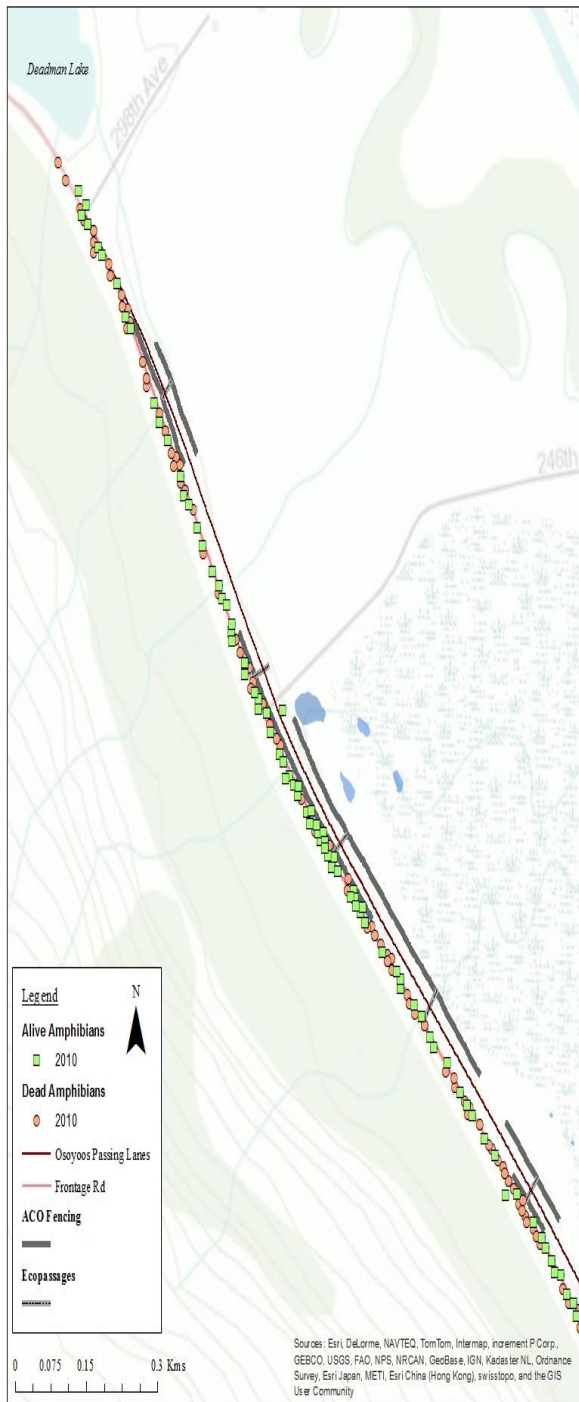 Deadman Lake
298th Ave
246th
Legend
N
Alive Amphibians
2010
Dead Amphibians
2010
Osoyoos Passing Lanes
Frontage Rd
ACO Fencing
Ecopassages
0 0.075 0.15 0.3 Kms
Sources: Esri, DeLorme, NAVTEQ, TomTom, Intermap, increment P Corp.,
GEBCO, USGS, FAO, NPS, NRCAN, GeoBase, IGN, Kadaster NL, Ordnance
Survey, Esri Japan, METI, Esri China (Hong Kong), swisstopo, and the GIS
User Community